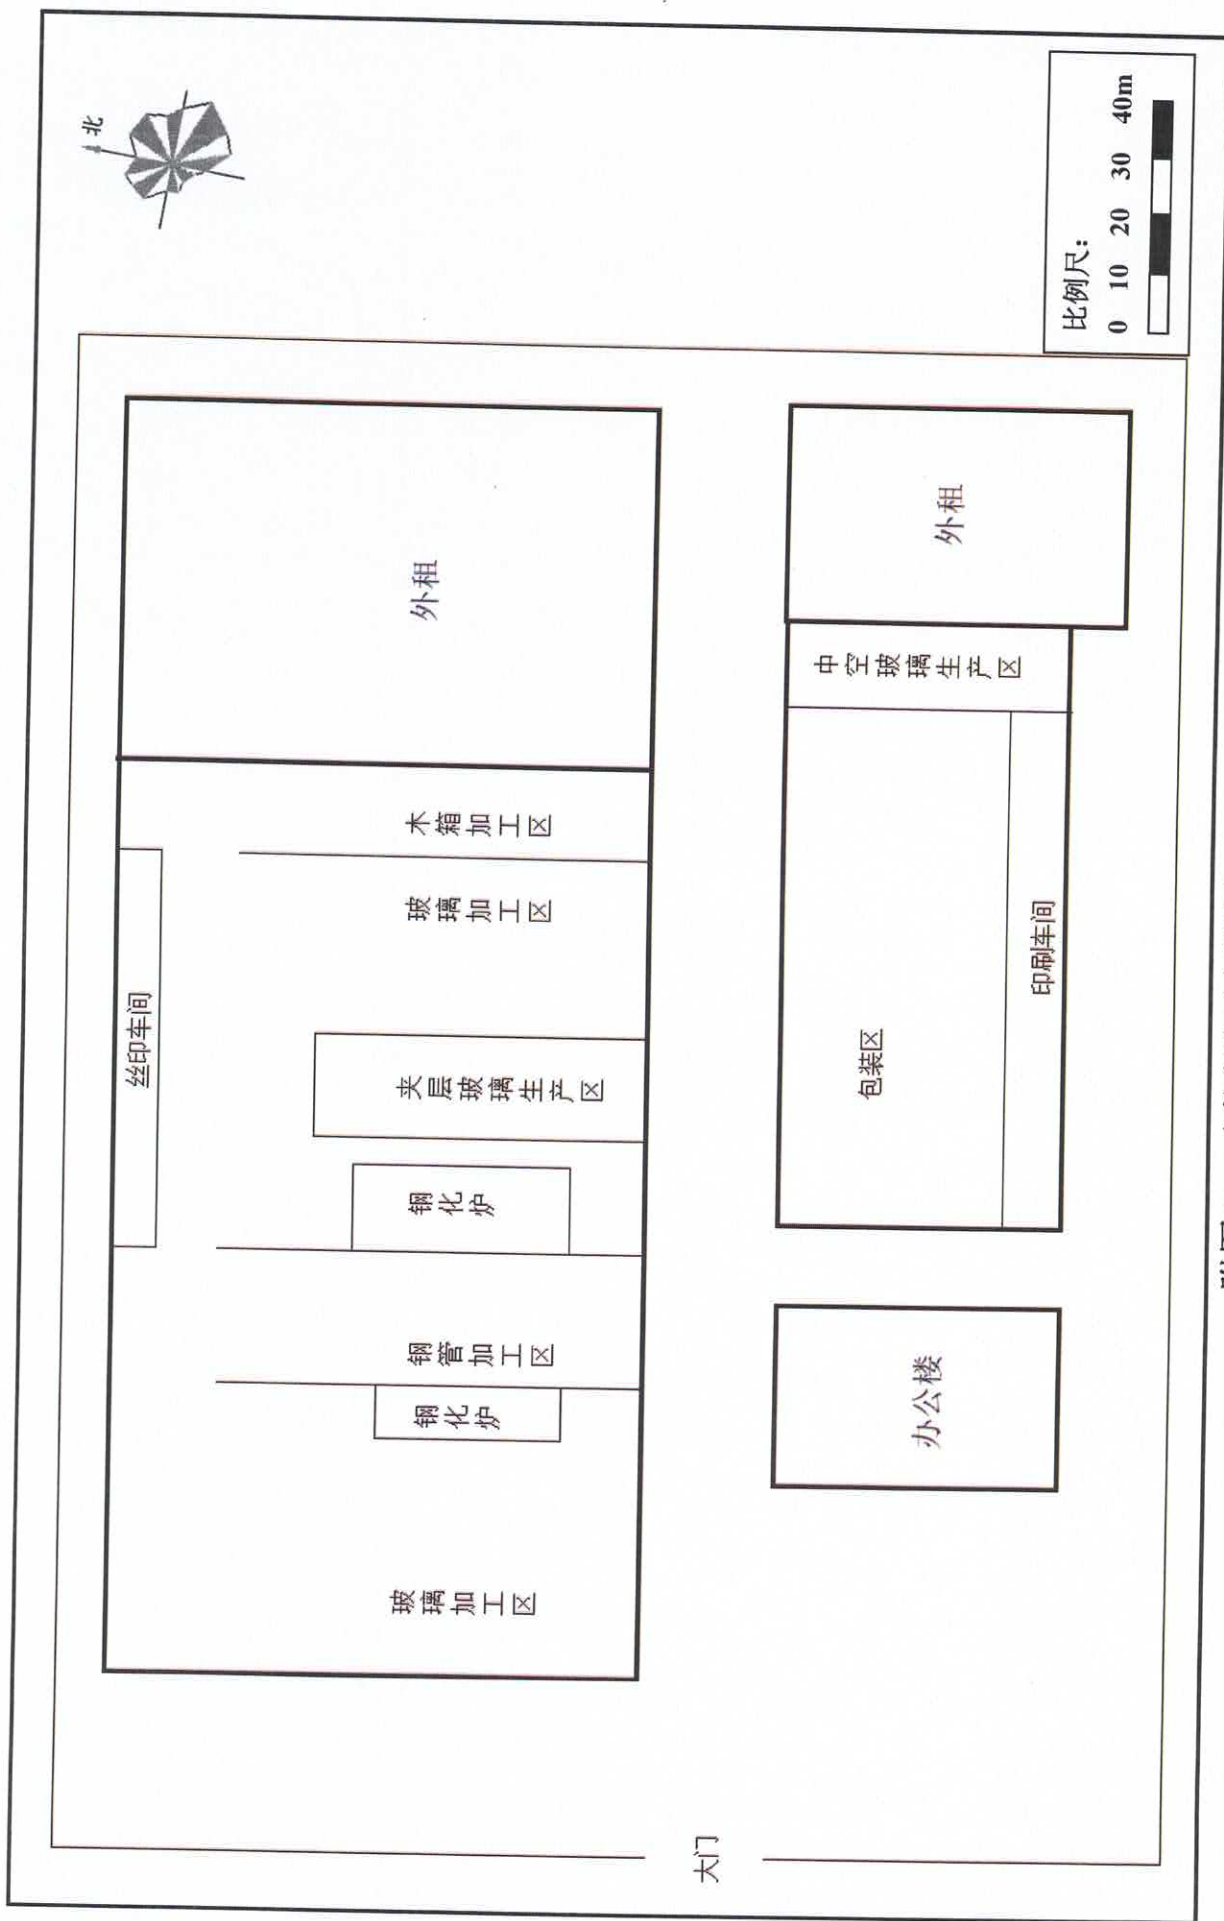 北
丝印车间
玻璃加工区
钢化炉
钢管加工区
钢化炉
夹层玻璃生产区
玻璃加工区
木箱加工区
外租
大门
办公楼
包装区
印刷车间
中空玻璃生产区
外租
比例尺:
0 10 20 30 40m